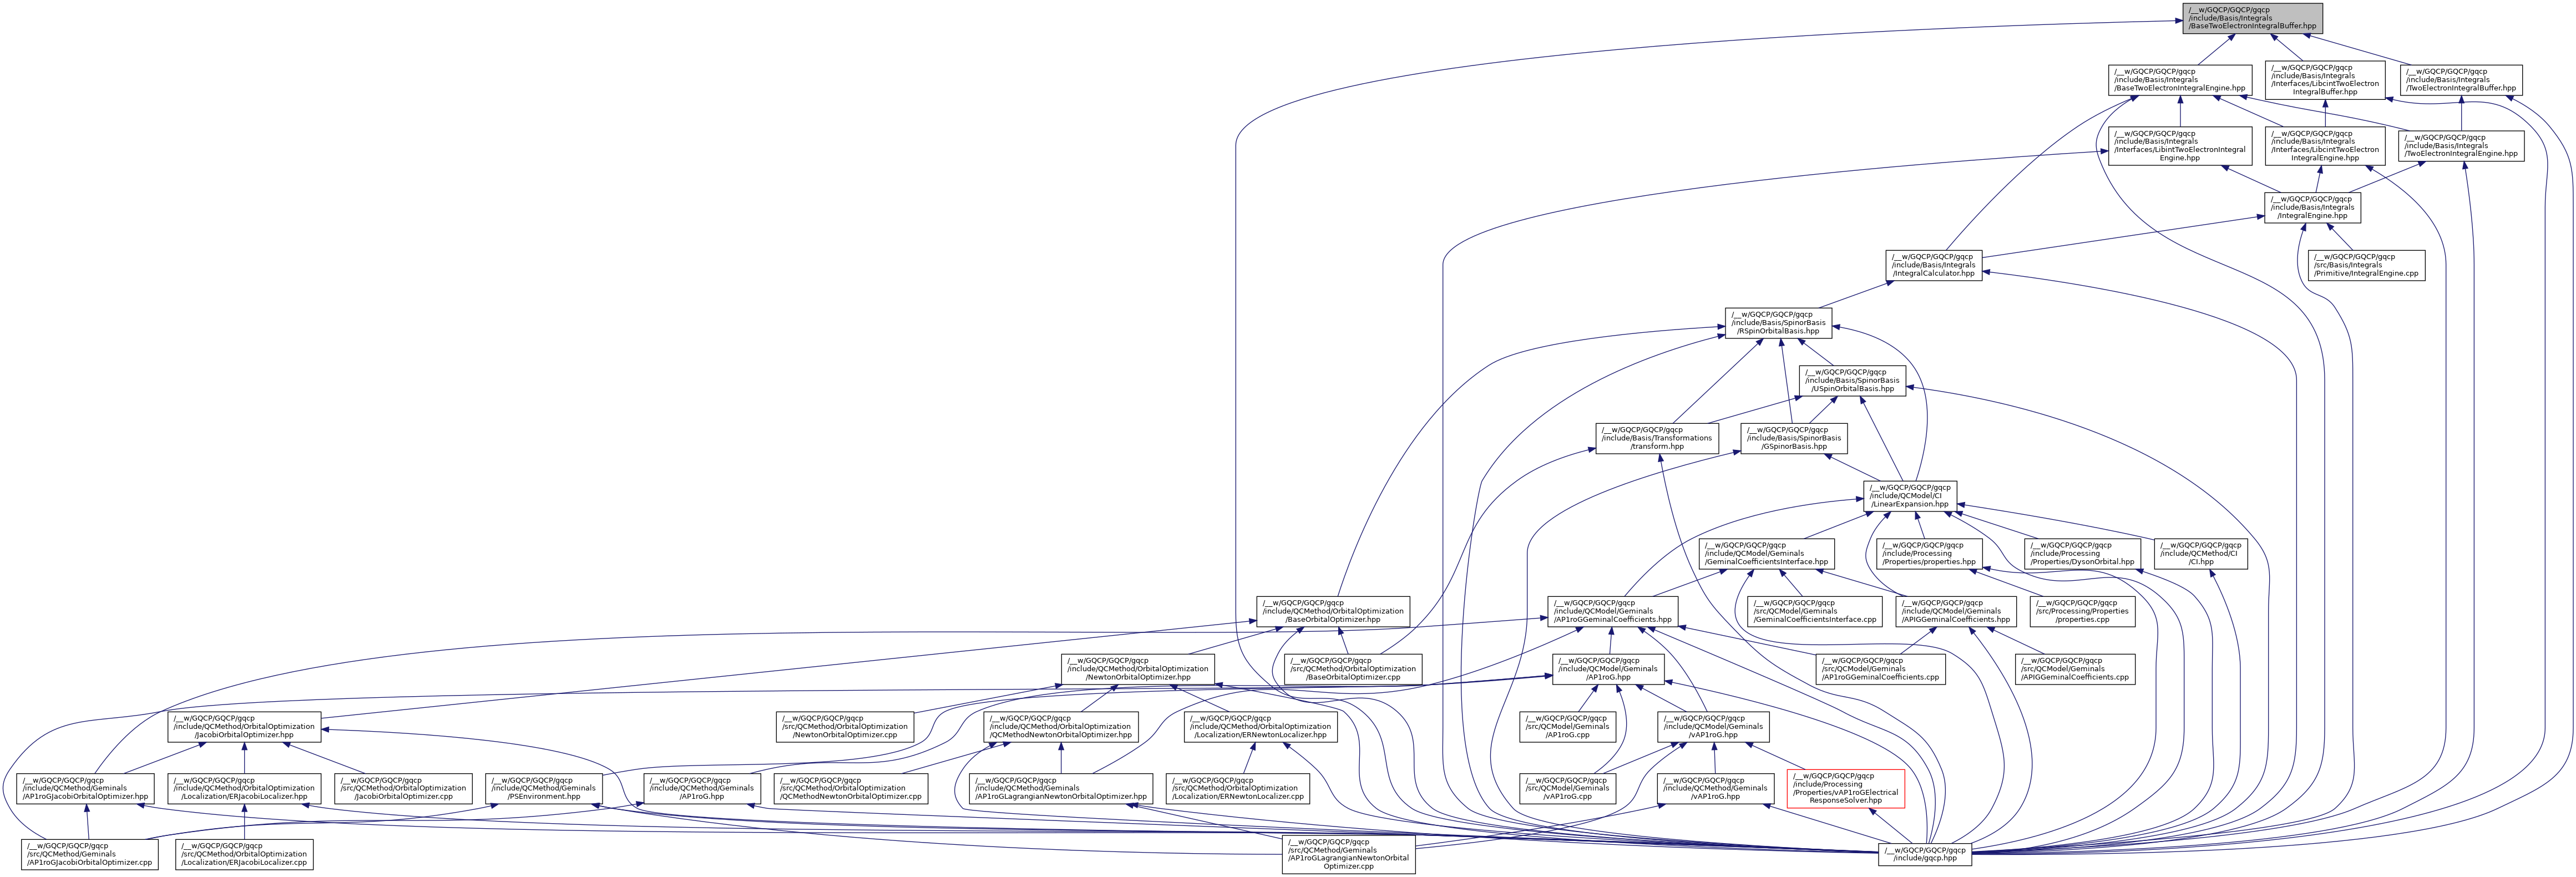 /__w/GQCP/GQCP/gqcp
/include/Basis/Integrals
/BaseTwoElectronIntegralBuffer.hpp
/__w/GQCP/GQCP/gqcp
/include/Basis/Integrals
/BaseTwoElectronIntegralEngine.hpp
/__w/GQCP/GQCP/gqcp
/include/Basis/Integrals
/Interfaces/LibcintTwoElectron
IntegralBuffer.hpp
/__w/GQCP/GQCP/gqcp
/include/Basis/Integrals
/TwoElectronIntegralBuffer.hpp
/__w/GQCP/GQCP/gqcp
/include/Basis/Integrals
/Interfaces/LibintTwoElectronIntegral
Engine.hpp
/__w/GQCP/GQCP/gqcp
/include/Basis/Integrals
/Interfaces/LibcintTwoElectron
IntegralEngine.hpp
/__w/GQCP/GQCP/gqcp
/include/Basis/Integrals
/TwoElectronIntegralEngine.hpp
/__w/GQCP/GQCP/gqcp
/include/Basis/Integrals
/IntegralEngine.hpp
/__w/GQCP/GQCP/gqcp
/include/Basis/Integrals
/IntegralCalculator.hpp
/__w/GQCP/GQCP/gqcp
/src/Basis/Integrals
/Primitive/IntegralEngine.cpp
/__w/GQCP/GQCP/gqcp
/include/Basis/SpinorBasis
/RSpinOrbitalBasis.hpp
/__w/GQCP/GQCP/gqcp
/include/Basis/SpinorBasis
/USpinOrbitalBasis.hpp
/__w/GQCP/GQCP/gqcp
/include/Basis/Transformations
/transform.hpp
/__w/GQCP/GQCP/gqcp
/include/Basis/SpinorBasis
/GSpinorBasis.hpp
/__w/GQCP/GQCP/gqcp
/include/QCModel/CI
/LinearExpansion.hpp
/__w/GQCP/GQCP/gqcp
/include/QCModel/Geminals
/GeminalCoefficientsInterface.hpp
/__w/GQCP/GQCP/gqcp
/include/Processing
/Properties/properties.hpp
/__w/GQCP/GQCP/gqcp
/include/Processing
/Properties/DysonOrbital.hpp
/__w/GQCP/GQCP/gqcp
/include/QCMethod/CI
/CI.hpp
/__w/GQCP/GQCP/gqcp
/include/QCMethod/OrbitalOptimization
/BaseOrbitalOptimizer.hpp
/__w/GQCP/GQCP/gqcp
/include/QCModel/Geminals
/AP1roGGeminalCoefficients.hpp
/__w/GQCP/GQCP/gqcp
/src/QCModel/Geminals
/GeminalCoefficientsInterface.cpp
/__w/GQCP/GQCP/gqcp
/include/QCModel/Geminals
/APIGGeminalCoefficients.hpp
/__w/GQCP/GQCP/gqcp
/src/Processing/Properties
/properties.cpp
/__w/GQCP/GQCP/gqcp
/include/QCMethod/OrbitalOptimization
/NewtonOrbitalOptimizer.hpp
/__w/GQCP/GQCP/gqcp
/src/QCMethod/OrbitalOptimization
/BaseOrbitalOptimizer.cpp
/__w/GQCP/GQCP/gqcp
/include/QCModel/Geminals
/AP1roG.hpp
/__w/GQCP/GQCP/gqcp
/src/QCModel/Geminals
/AP1roGGeminalCoefficients.cpp
/__w/GQCP/GQCP/gqcp
/src/QCModel/Geminals
/APIGGeminalCoefficients.cpp
/__w/GQCP/GQCP/gqcp
/include/QCMethod/OrbitalOptimization
/JacobiOrbitalOptimizer.hpp
/__w/GQCP/GQCP/gqcp
/src/QCMethod/OrbitalOptimization
/NewtonOrbitalOptimizer.cpp
/__w/GQCP/GQCP/gqcp
/include/QCMethod/OrbitalOptimization
/QCMethodNewtonOrbitalOptimizer.hpp
/__w/GQCP/GQCP/gqcp
/include/QCMethod/OrbitalOptimization
/Localization/ERNewtonLocalizer.hpp
/__w/GQCP/GQCP/gqcp
/src/QCModel/Geminals
/AP1roG.cpp
/__w/GQCP/GQCP/gqcp
/include/QCModel/Geminals
/vAP1roG.hpp
/__w/GQCP/GQCP/gqcp
/include/QCMethod/Geminals
/AP1roGJacobiOrbitalOptimizer.hpp
/__w/GQCP/GQCP/gqcp
/include/QCMethod/OrbitalOptimization
/Localization/ERJacobiLocalizer.hpp
/__w/GQCP/GQCP/gqcp
/src/QCMethod/OrbitalOptimization
/JacobiOrbitalOptimizer.cpp
/__w/GQCP/GQCP/gqcp
/include/QCMethod/Geminals
/PSEnvironment.hpp
/__w/GQCP/GQCP/gqcp
/include/QCMethod/Geminals
/AP1roG.hpp
/__w/GQCP/GQCP/gqcp
/src/QCMethod/OrbitalOptimization
/QCMethodNewtonOrbitalOptimizer.cpp
/__w/GQCP/GQCP/gqcp
/include/QCMethod/Geminals
/AP1roGLagrangianNewtonOrbitalOptimizer.hpp
/__w/GQCP/GQCP/gqcp
/src/QCMethod/OrbitalOptimization
/Localization/ERNewtonLocalizer.cpp
/__w/GQCP/GQCP/gqcp
/src/QCModel/Geminals
/vAP1roG.cpp
/__w/GQCP/GQCP/gqcp
/include/QCMethod/Geminals
/vAP1roG.hpp
/__w/GQCP/GQCP/gqcp
/include/Processing
/Properties/vAP1roGElectrical
ResponseSolver.hpp
/__w/GQCP/GQCP/gqcp
/src/QCMethod/Geminals
/AP1roGJacobiOrbitalOptimizer.cpp
/__w/GQCP/GQCP/gqcp
/src/QCMethod/OrbitalOptimization
/Localization/ERJacobiLocalizer.cpp
/__w/GQCP/GQCP/gqcp
/src/QCMethod/Geminals
/AP1roGLagrangianNewtonOrbital
Optimizer.cpp
/__w/GQCP/GQCP/gqcp
/include/gqcp.hpp